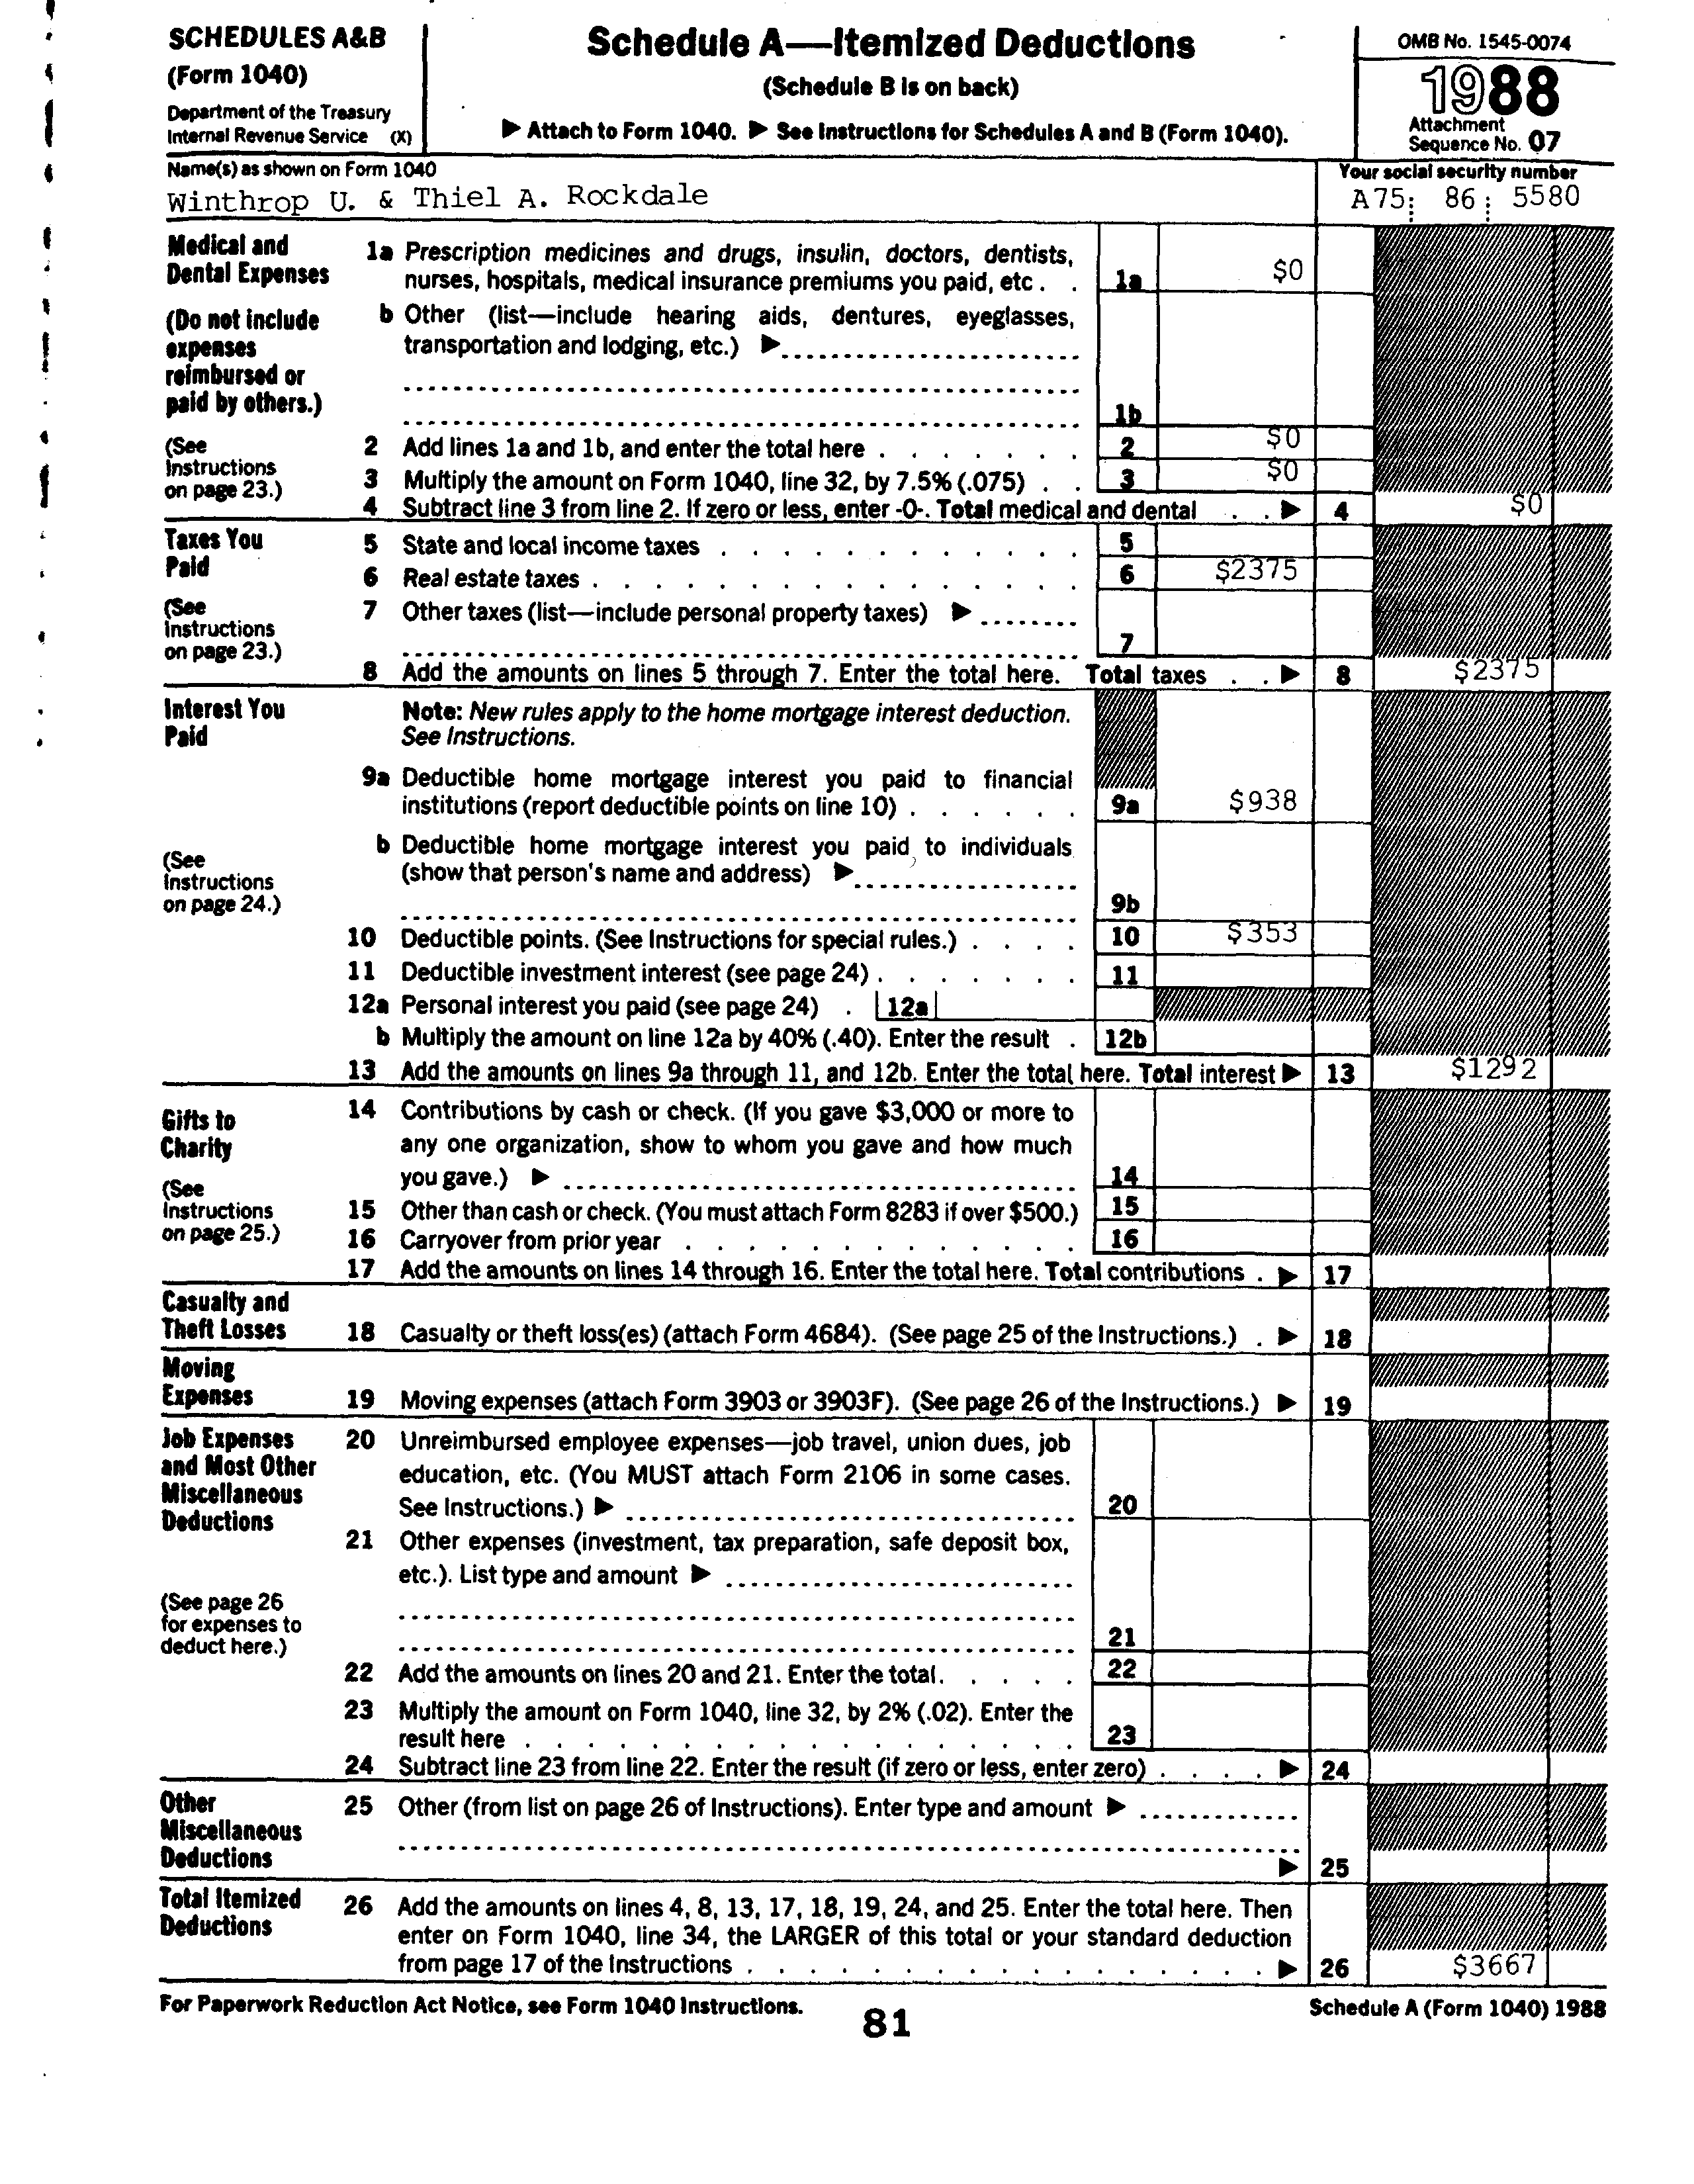 SCHEDULES A&B
(Form 1040)
Department of the Treasury
Internal Revenue Service (X)
Schedule A—Itemized Deductions
(Schedule B is on back)
▶ Attach to Form 1040. ▶ See Instructions for Schedules A and B (Form 1040).
OMB No. 1545-0074
1988
Attachment
Sequence No. 07
Name(s) as shown on Form 1040
Winthrop U. & Thiel A. Rockdale
Your social security number
A75 86 5580
Medical and
Dental Expenses
(Do not include
expenses
reimbursed or
paid by others.)
(See
Instructions
on page 23.)
1a Prescription medicines and drugs, insulin, doctors, dentists,
nurses, hospitals, medical insurance premiums you paid, etc . . 1a $0
b Other (list—include hearing aids, dentures, eyeglasses,
transportation and lodging, etc.) ▶
1b
2 Add lines 1a and 1b, and enter the total here . . . . . . . 2 $0
3 Multiply the amount on Form 1040, line 32, by 7.5% (.075) . . 3 $0
4 Subtract line 3 from line 2. If zero or less, enter -0-. Total medical and dental . . ▶ 4 $0
Taxes You
Paid
(See
Instructions
on page 23.)
5 State and local income taxes . . . . . . . . . . . . 5
6 Real estate taxes . . . . . . . . . . . . . . . . 6 $2375
7 Other taxes (list—include personal property taxes) ▶
7
8 Add the amounts on lines 5 through 7. Enter the total here. Total taxes . . ▶ 8 $2375
Interest You
Paid
(See
Instructions
on page 24.)
Note: New rules apply to the home mortgage interest deduction.
See Instructions.
9a Deductible home mortgage interest you paid to financial
institutions (report deductible points on line 10) . . . . . . 9a $938
b Deductible home mortgage interest you paid to individuals
(show that person's name and address) ▶
9b
10 Deductible points. (See Instructions for special rules.) . . . . 10 $353
11 Deductible investment interest (see page 24) . . . . . . . 11
12a Personal interest you paid (see page 24) . 12a
b Multiply the amount on line 12a by 40% (.40). Enter the result . 12b
13 Add the amounts on lines 9a through 11, and 12b. Enter the total here. Total interest ▶ 13 $1292
Gifts to
Charity
(See
Instructions
on page 25.)
14 Contributions by cash or check. (If you gave $3,000 or more to
any one organization, show to whom you gave and how much
you gave.) ▶ 14
15 Other than cash or check. (You must attach Form 8283 if over $500.) 15
16 Carryover from prior year . . . . . . . . . . . . . 16
17 Add the amounts on lines 14 through 16. Enter the total here. Total contributions . ▶ 17
Casualty and
Theft Losses
18 Casualty or theft loss(es) (attach Form 4684). (See page 25 of the Instructions.) . ▶ 18
Moving
Expenses
19 Moving expenses (attach Form 3903 or 3903F). (See page 26 of the Instructions.) ▶ 19
Job Expenses
and Most Other
Miscellaneous
Deductions
(See page 26
for expenses to
deduct here.)
20 Unreimbursed employee expenses—job travel, union dues, job
education, etc. (You MUST attach Form 2106 in some cases.
See Instructions.) ▶ 20
21 Other expenses (investment, tax preparation, safe deposit box,
etc.). List type and amount ▶
21
22 Add the amounts on lines 20 and 21. Enter the total. . . . . 22
23 Multiply the amount on Form 1040, line 32, by 2% (.02). Enter the
result here . . . . . . . . . . . . . . . . . . 23
24 Subtract line 23 from line 22. Enter the result (if zero or less, enter zero) . . . . ▶ 24
Other
Miscellaneous
Deductions
25 Other (from list on page 26 of Instructions). Enter type and amount ▶
▶ 25
Total Itemized
Deductions
26 Add the amounts on lines 4, 8, 13, 17, 18, 19, 24, and 25. Enter the total here. Then
enter on Form 1040, line 34, the LARGER of this total or your standard deduction
from page 17 of the Instructions . . . . . . . . . . . . . . . . ▶ 26 $3667
For Paperwork Reduction Act Notice, see Form 1040 Instructions.
Schedule A (Form 1040) 1988
81